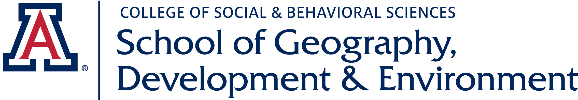 A ®
COLLEGE OF SOCIAL & BEHAVIORAL SCIENCES
School of Geography,
Development & Environment